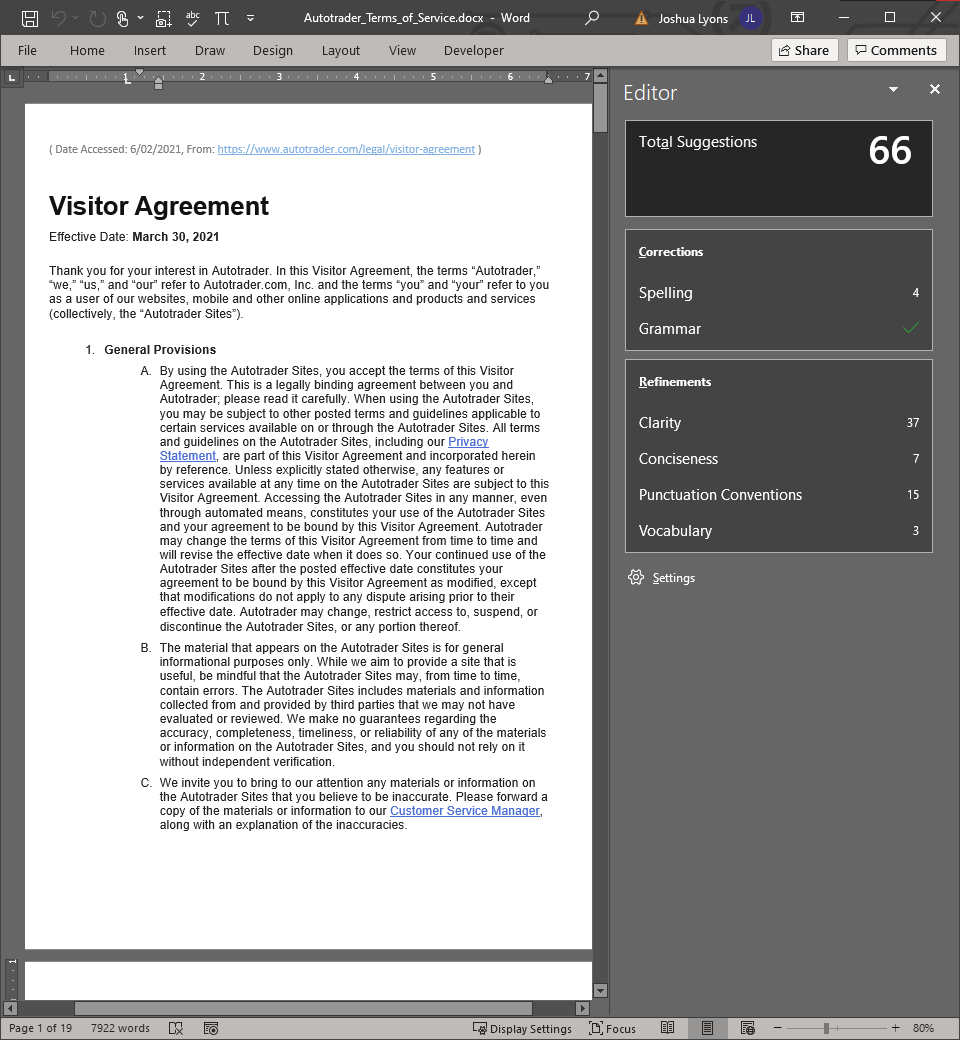 abc
Autotrader_Terms_of_Service.docx - Word
Joshua Lyons JL
File Home Insert Draw Design Layout View Developer Share Comments
L 1 2 3 4 5 6 7
( Date Accessed: 6/02/2021, From: https://www.autotrader.com/legal/visitor-agreement )
Visitor Agreement
Effective Date: March 30, 2021
Thank you for your interest in Autotrader. In this Visitor Agreement, the terms “Autotrader,”
“we,” “us,” and “our” refer to Autotrader.com, Inc. and the terms “you” and “your” refer to you
as a user of our websites, mobile and other online applications and products and services
(collectively, the “Autotrader Sites”).
1. General Provisions
A. By using the Autotrader Sites, you accept the terms of this Visitor
Agreement. This is a legally binding agreement between you and
Autotrader; please read it carefully. When using the Autotrader Sites,
you may be subject to other posted terms and guidelines applicable to
certain services available on or through the Autotrader Sites. All terms
and guidelines on the Autotrader Sites, including our Privacy
Statement, are part of this Visitor Agreement and incorporated herein
by reference. Unless explicitly stated otherwise, any features or
services available at any time on the Autotrader Sites are subject to this
Visitor Agreement. Accessing the Autotrader Sites in any manner, even
through automated means, constitutes your use of the Autotrader Sites
and your agreement to be bound by this Visitor Agreement. Autotrader
may change the terms of this Visitor Agreement from time to time and
will revise the effective date when it does so. Your continued use of the
Autotrader Sites after the posted effective date constitutes your
agreement to be bound by this Visitor Agreement as modified, except
that modifications do not apply to any dispute arising prior to their
effective date. Autotrader may change, restrict access to, suspend, or
discontinue the Autotrader Sites, or any portion thereof.
B. The material that appears on the Autotrader Sites is for general
informational purposes only. While we aim to provide a site that is
useful, be mindful that the Autotrader Sites may, from time to time,
contain errors. The Autotrader Sites includes materials and information
collected from and provided by third parties that we may not have
evaluated or reviewed. We make no guarantees regarding the
accuracy, completeness, timeliness, or reliability of any of the materials
or information on the Autotrader Sites, and you should not rely on it
without independent verification.
C. We invite you to bring to our attention any materials or information on
the Autotrader Sites that you believe to be inaccurate. Please forward a
copy of the materials or information to our Customer Service Manager,
along with an explanation of the inaccuracies.
Editor
Total Suggestions 66
Corrections
Spelling 4
Grammar
Refinements
Clarity 37
Conciseness 7
Punctuation Conventions 15
Vocabulary 3
Settings
1
Page 1 of 19 7922 words Display Settings Focus 80%